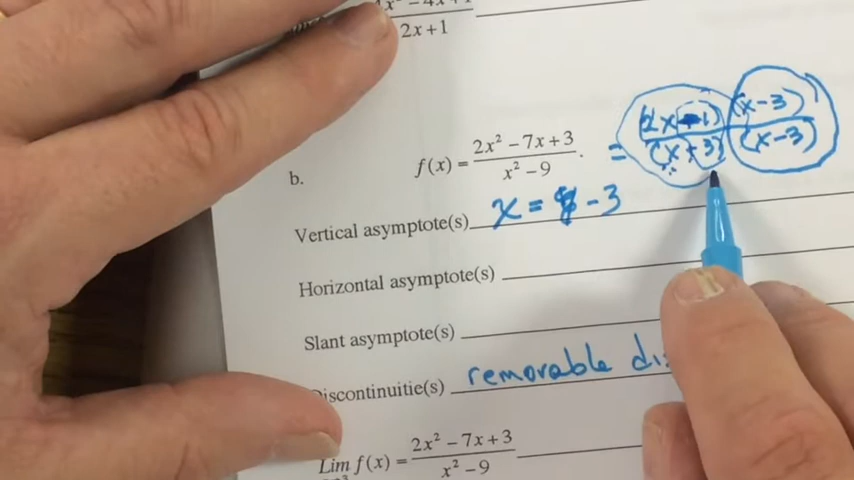 2x+1
(2x-1) (x-3)
b. f(x) = 2x² - 7x + 3 / x² - 9. = (x+3) (x-3)
Vertical asymptote(s) x = -3
Horizontal asymptote(s)
Slant asymptote(s)
Discontinuitie(s) removable
Lim f(x) = 2x² - 7x + 3 / x² - 9